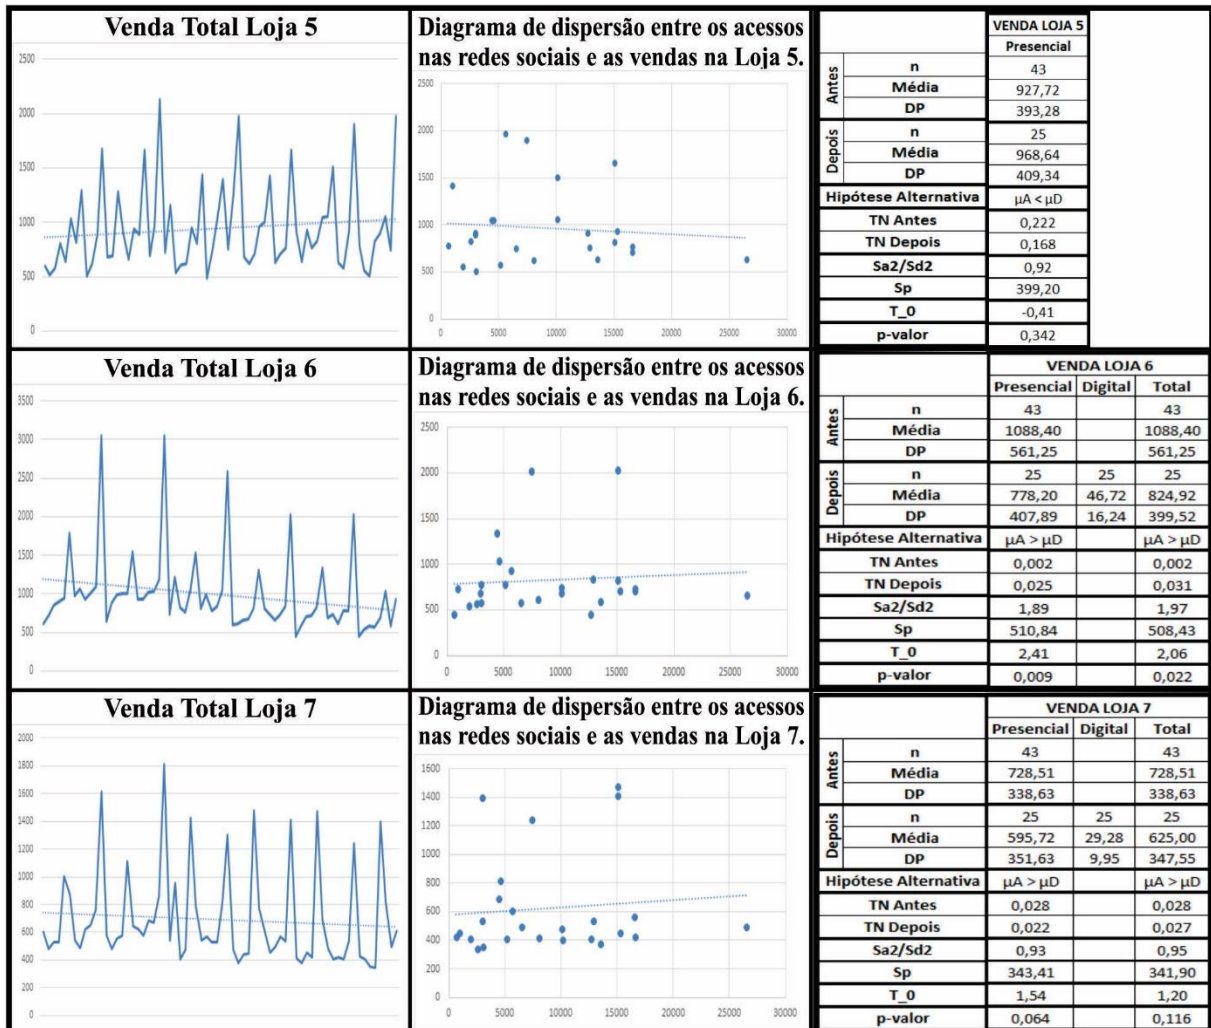 Venda Total Loja 5
2500
2000
1500
1000
500
0
Diagrama de dispersão entre os acessos
nas redes sociais e as vendas na Loja 5.
2500
2000
1500
1000
500
0
0 5000 10000 15000 20000 25000 30000
VENDA LOJA 5
Presencial
Antes
n 43
Média 927,72
DP 393,28
Depois
n 25
Média 968,64
DP 409,34
Hipótese Alternativa μA < μD
TN Antes 0,222
TN Depois 0,168
Sa2/Sd2 0,92
Sp 399,20
T_0 -0,41
p-valor 0,342
Venda Total Loja 6
3500
3000
2500
2000
1500
1000
500
0
Diagrama de dispersão entre os acessos
nas redes sociais e as vendas na Loja 6.
2500
2000
1500
1000
500
0
0 5000 10000 15000 20000 25000 30000
VENDA LOJA 6
Presencial Digital Total
Antes
n 43 43
Média 1088,40 1088,40
DP 561,25 561,25
Depois
n 25 25 25
Média 778,20 46,72 824,92
DP 407,89 16,24 399,52
Hipótese Alternativa μA > μD μA > μD
TN Antes 0,002 0,002
TN Depois 0,025 0,031
Sa2/Sd2 1,89 1,97
Sp 510,84 508,43
T_0 2,41 2,06
p-valor 0,009 0,022
Venda Total Loja 7
2000
1800
1600
1400
1200
1000
800
600
400
200
0
Diagrama de dispersão entre os acessos
nas redes sociais e as vendas na Loja 7.
1600
1400
1200
1000
800
600
400
200
0
0 5000 10000 15000 20000 25000 30000
VENDA LOJA 7
Presencial Digital Total
Antes
n 43 43
Média 728,51 728,51
DP 338,63 338,63
Depois
n 25 25 25
Média 595,72 29,28 625,00
DP 351,63 9,95 347,55
Hipótese Alternativa μA > μD μA > μD
TN Antes 0,028 0,028
TN Depois 0,022 0,027
Sa2/Sd2 0,93 0,95
Sp 343,41 341,90
T_0 1,54 1,20
p-valor 0,064 0,116